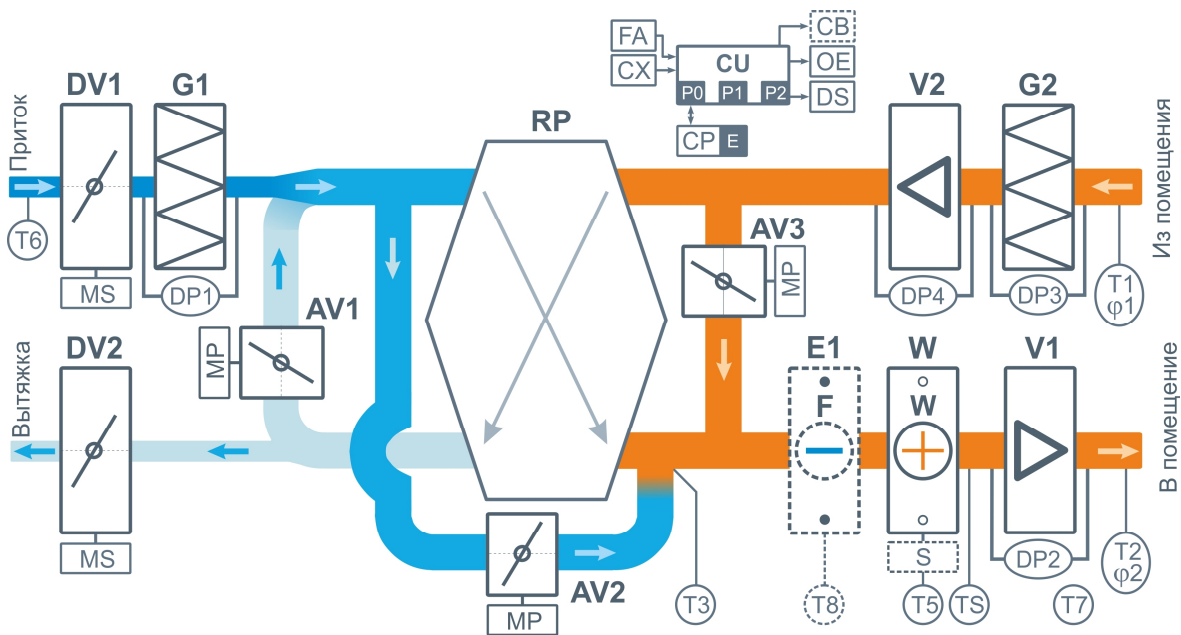 FA
CX
CU
P0
P1
P2
CP
E
CB
OE
DS
DV1
G1
RP
V2
G2
Приток
T6
MS
DP1
AV1
MP
AV3
MP
DP4
DP3
T1
φ1
Из помещения
DV2
Вытяжка
MS
E1
F
W
W
V1
В помещение
AV2
MP
T3
T8
S
T5
TS
DP2
T7
T2
φ2